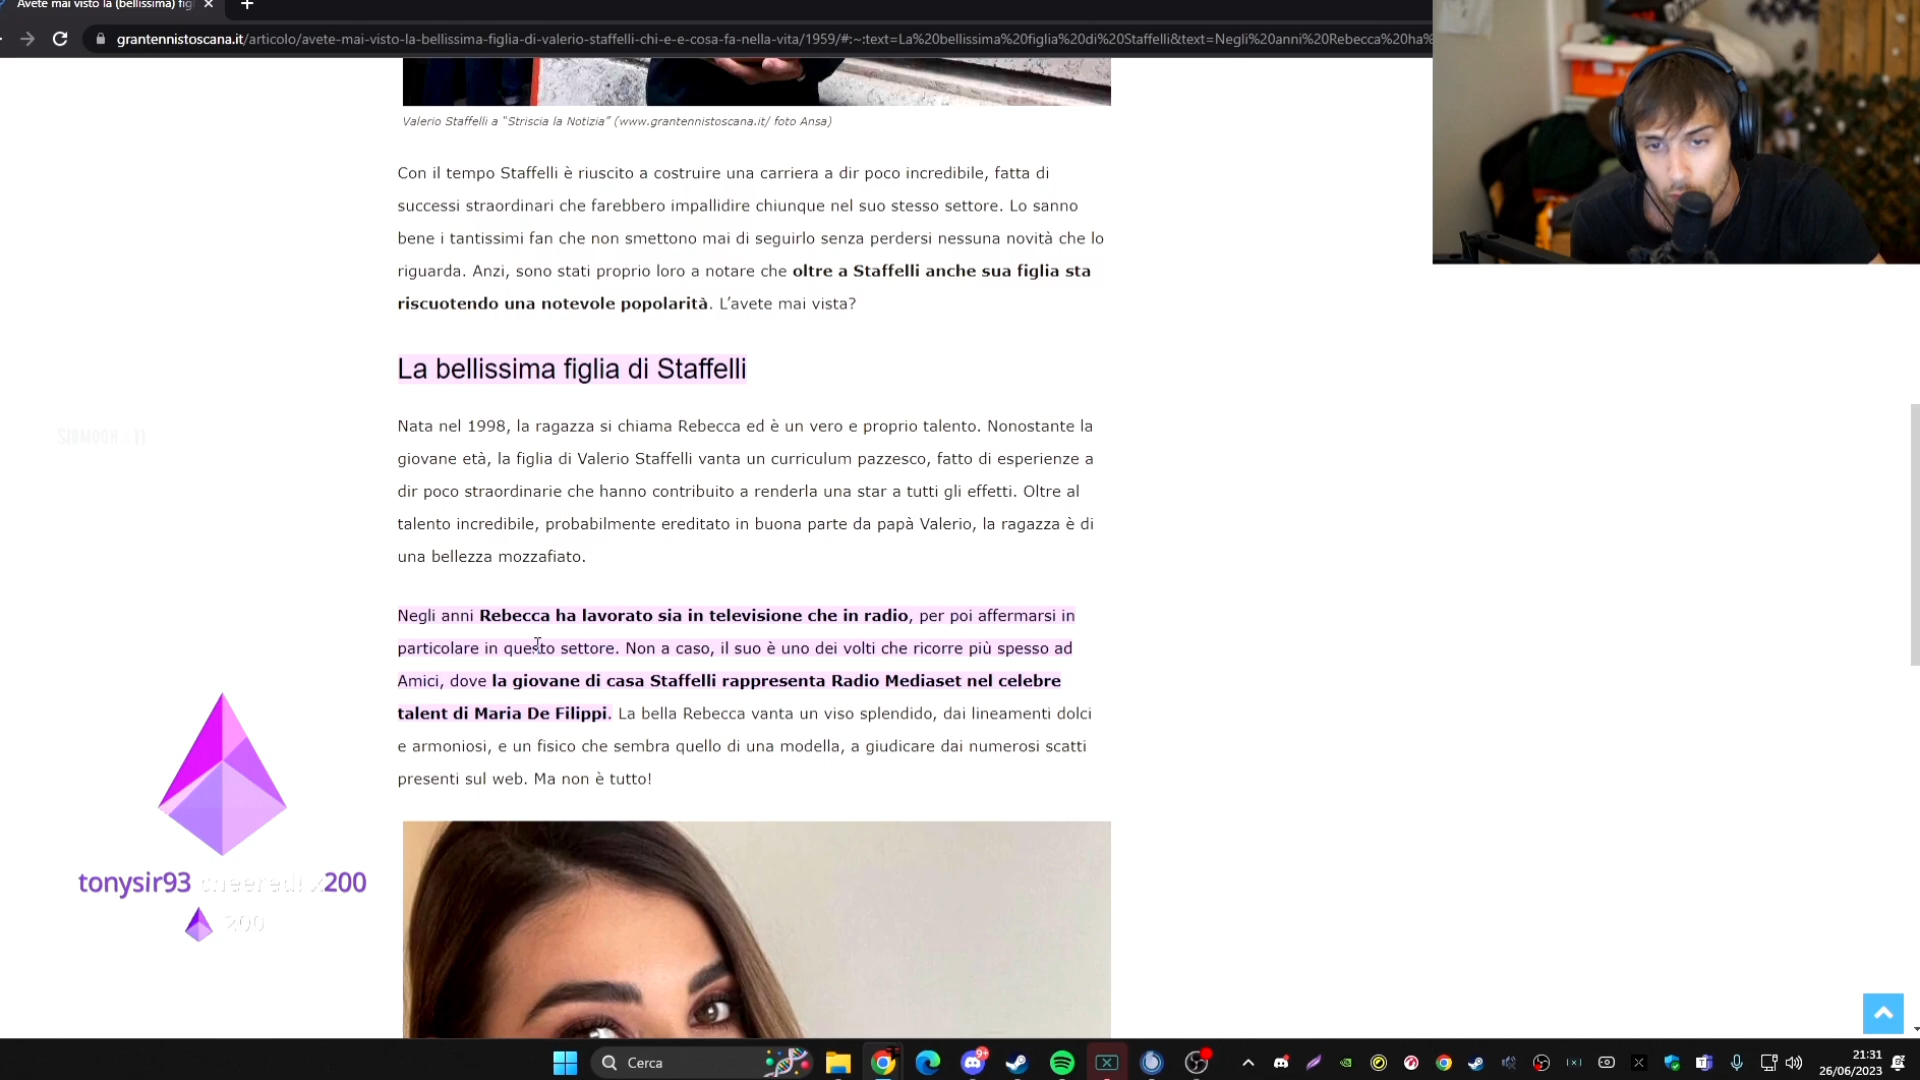 Avete mai visto la (bellissima) fig
grantennistoscana.it/articolo/avete-mai-visto-la-bellissima-figlia-di-valerio-staffelli-chi-e-e-cosa-fa-nella-vita/1959/#:~:text=La%20bellissima%20figlia%20di%20Staffelli&text=Negli%20anni%20Rebecca%20ha%
Valerio Staffelli a “Striscia la Notizia” (www.grantennistoscana.it/ foto Ansa)
Con il tempo Staffelli è riuscito a costruire una carriera a dir poco incredibile, fatta di
successi straordinari che farebbero impallidire chiunque nel suo stesso settore. Lo sanno
bene i tantissimi fan che non smettono mai di seguirlo senza perdersi nessuna novità che lo
riguarda. Anzi, sono stati proprio loro a notare che oltre a Staffelli anche sua figlia sta
riscuotendo una notevole popolarità. L’avete mai vista?
La bellissima figlia di Staffelli
Nata nel 1998, la ragazza si chiama Rebecca ed è un vero e proprio talento. Nonostante la
giovane età, la figlia di Valerio Staffelli vanta un curriculum pazzesco, fatto di esperienze a
dir poco straordinarie che hanno contribuito a renderla una star a tutti gli effetti. Oltre al
talento incredibile, probabilmente ereditato in buona parte da papà Valerio, la ragazza è di
una bellezza mozzafiato.
Negli anni Rebecca ha lavorato sia in televisione che in radio, per poi affermarsi in
particolare in questo settore. Non a caso, il suo è uno dei volti che ricorre più spesso ad
Amici, dove la giovane di casa Staffelli rappresenta Radio Mediaset nel celebre
talent di Maria De Filippi. La bella Rebecca vanta un viso splendido, dai lineamenti dolci
e armoniosi, e un fisico che sembra quello di una modella, a giudicare dai numerosi scatti
presenti sul web. Ma non è tutto!
tonysir93 cheered! x200
200
Cerca
9+
21:31
26/06/2023